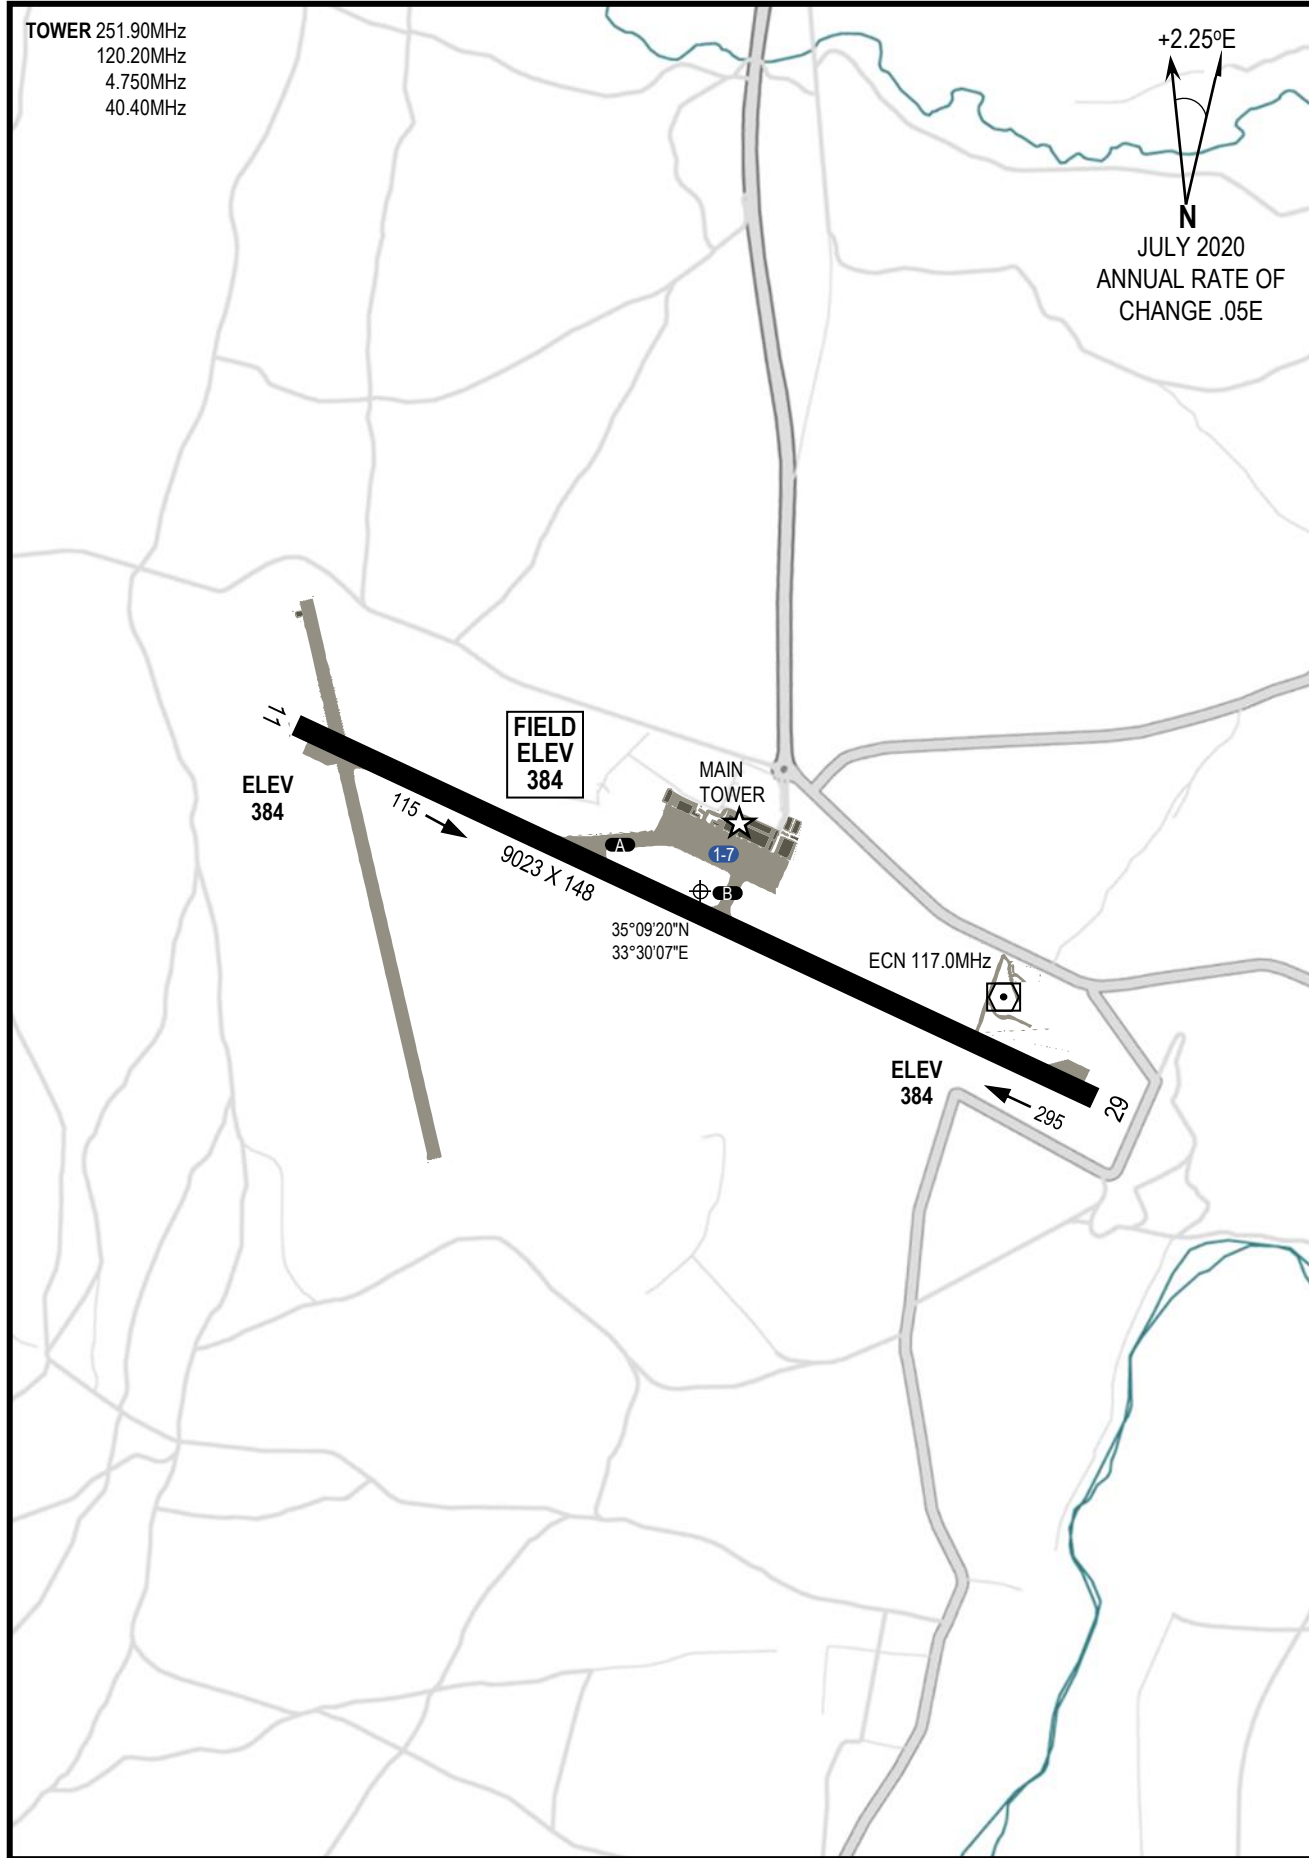 TOWER 251.90MHz
120.20MHz
4.750MHz
40.40MHz
+2.25ºE
N
JULY 2020
ANNUAL RATE OF
CHANGE .05E
11
ELEV
384
FIELD
ELEV
384
MAIN
TOWER
115
9023 X 148
A
1-7
B
35°09'20"N
33°30'07"E
ECN 117.0MHz
ELEV
384
295
29